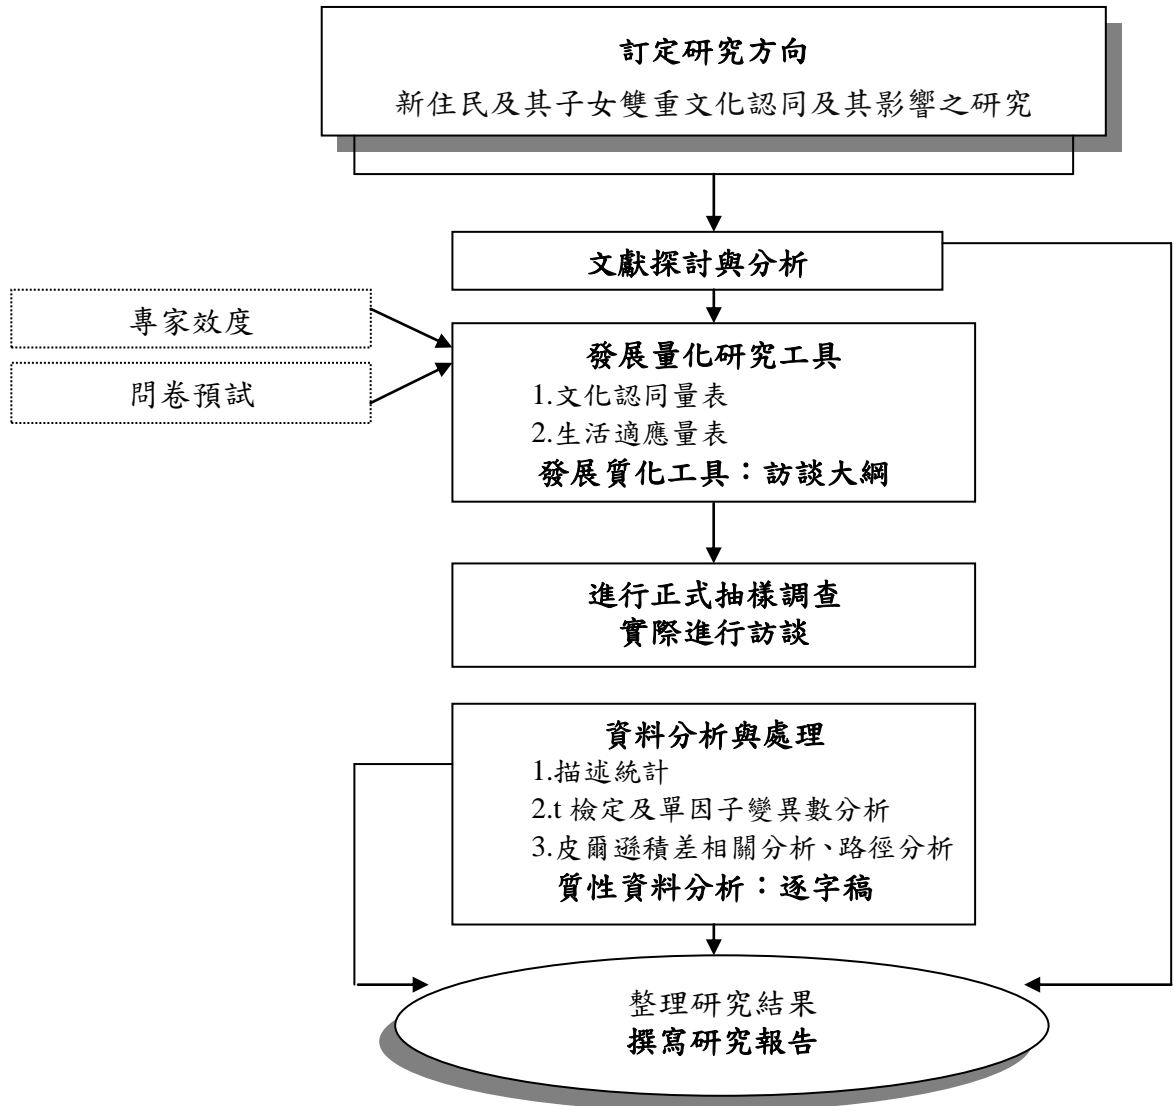 訂定研究方向
新住民及其子女雙重文化認同及其影響之研究
文獻探討與分析
專家效度
問卷預試
發展量化研究工具
1.文化認同量表
2.生活適應量表
發展質化工具：訪談大綱
進行正式抽樣調查
實際進行訪談
資料分析與處理
1.描述統計
2.t 檢定及單因子變異數分析
3.皮爾遜積差相關分析、路徑分析
質性資料分析：逐字稿
整理研究結果
撰寫研究報告